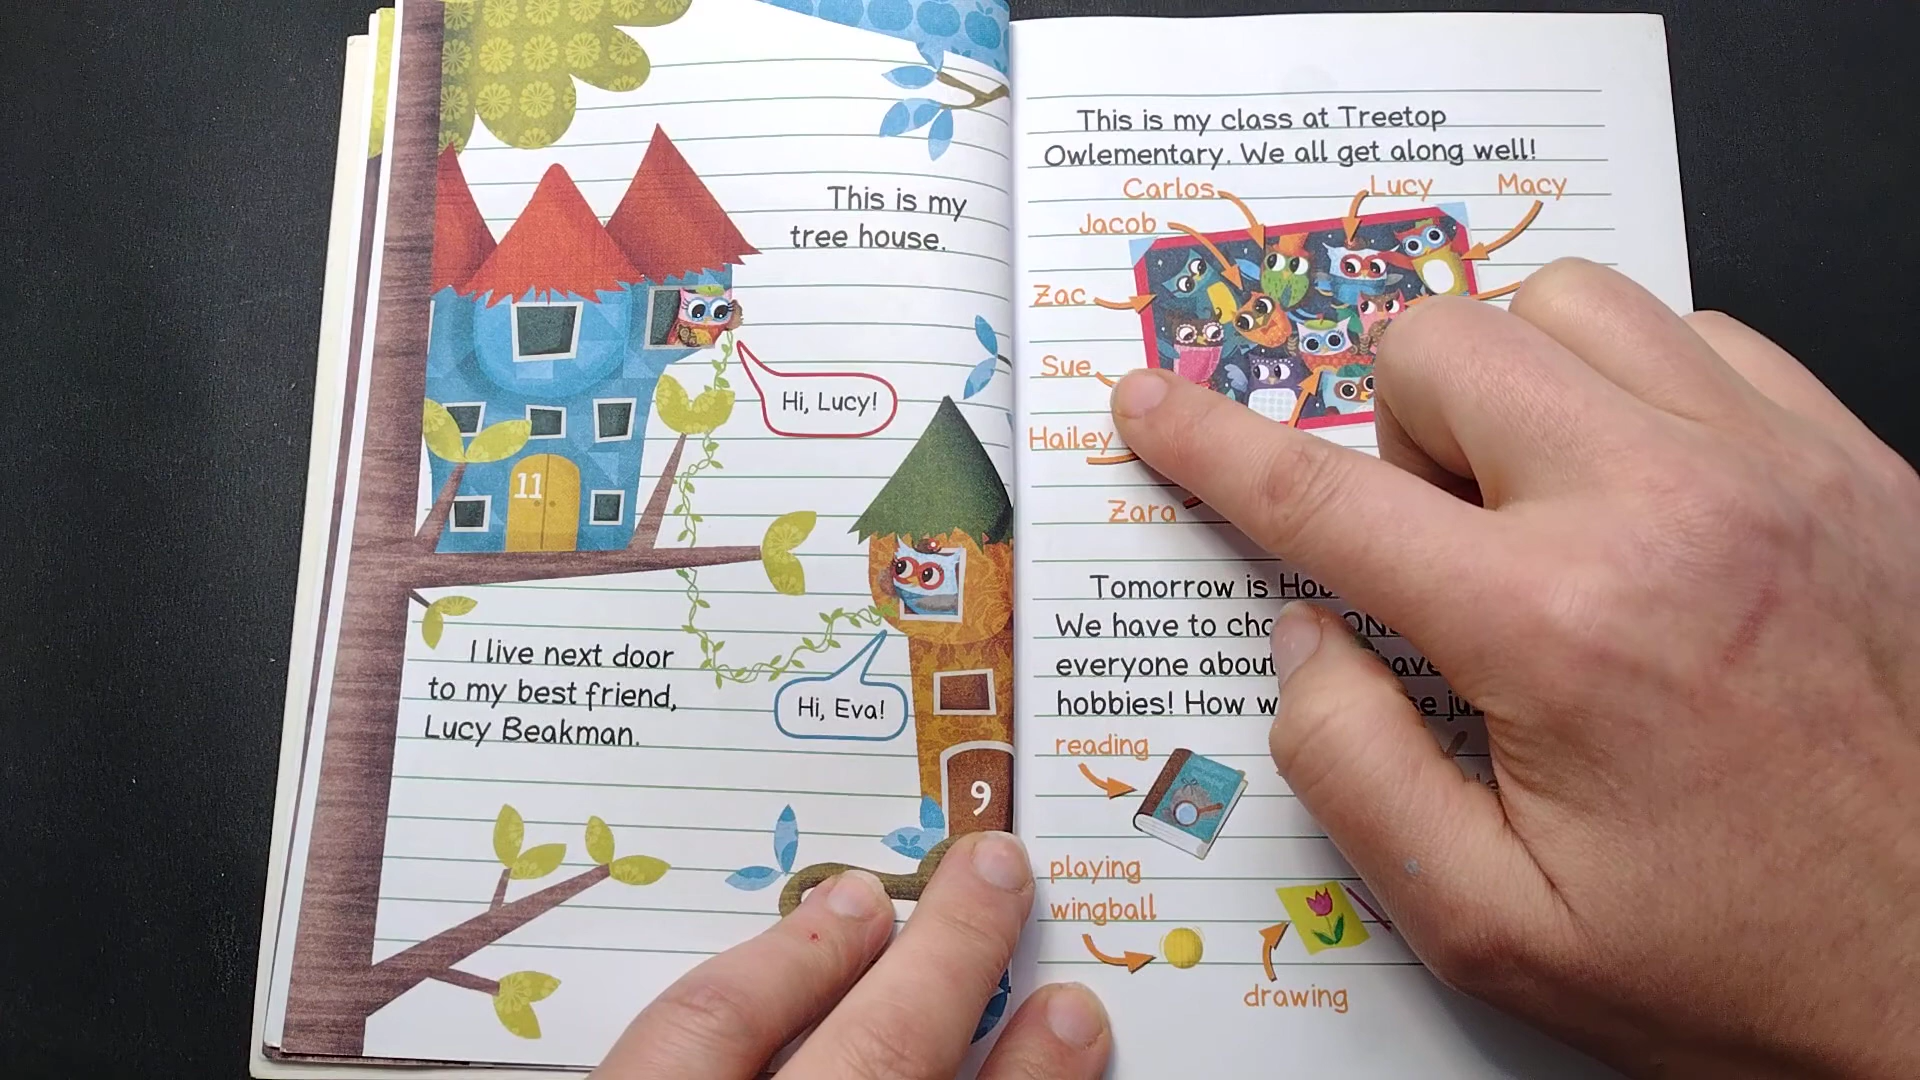 This is my
tree house.
Hi, Lucy!
11
I live next door
to my best friend,
Lucy Beakman.
Hi, Eva!
9
This is my class at Treetop
Owlementary. We all get along well!
Carlos
Lucy
Macy
Jacob
Zac
Sue
Hailey
Zara
Tomorrow is
We have to
everyone about
hobbies! How
reading
playing
wingball
drawing